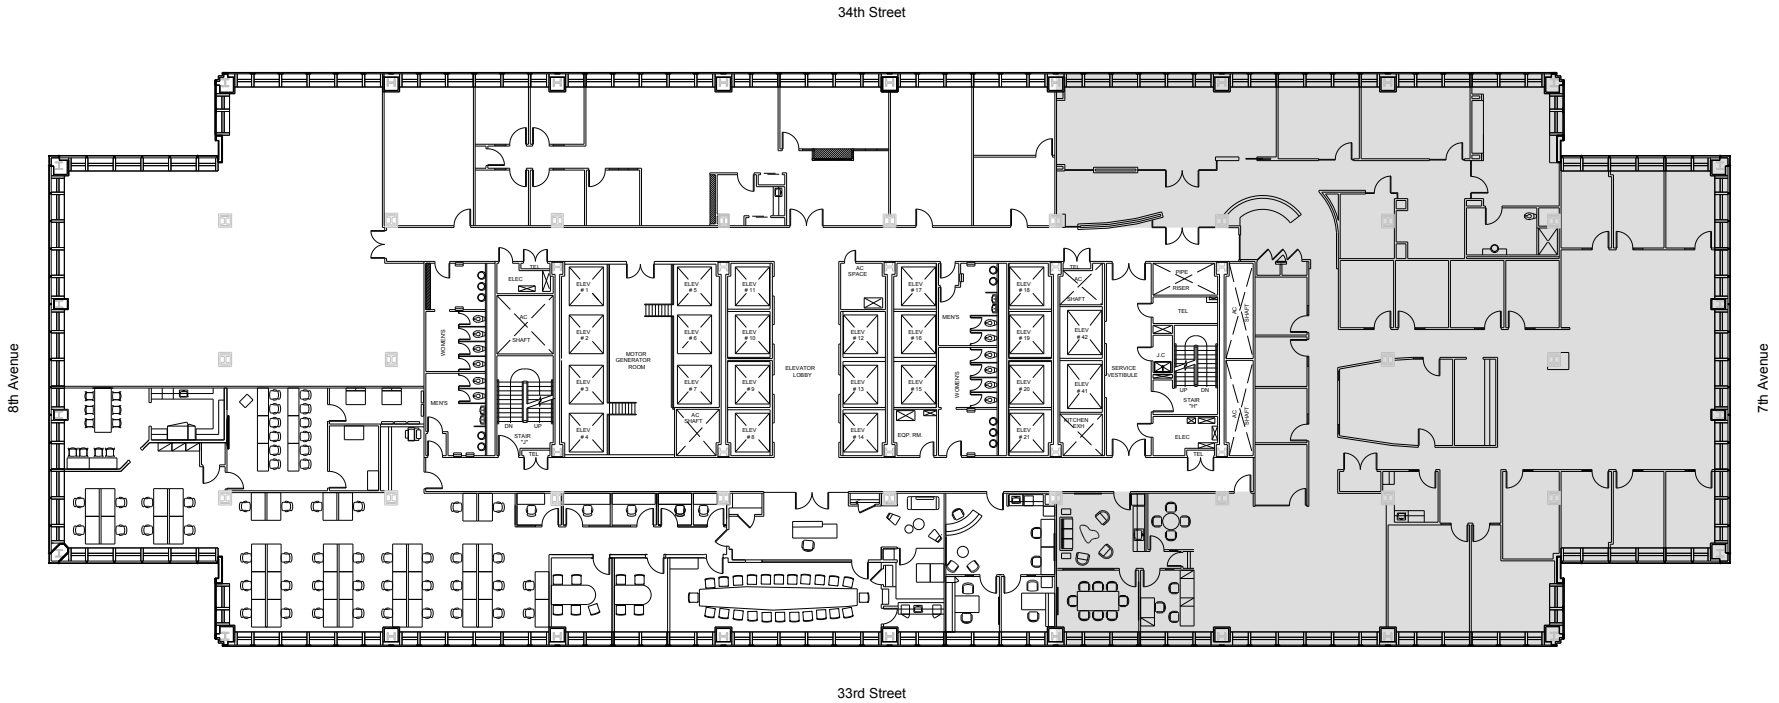 34th Street
8th Avenue
7th Avenue
TEL
ELEC
AC
SHAFT
WOMEN'S
MEN'S
DN
UP
STAIR
"J"
TEL
ELEV
# 1
ELEV
# 2
ELEV
# 3
ELEV
# 4
MOTOR
GENERATOR
ROOM
ELEV
# 5
ELEV
# 6
ELEV
# 7
AC
SHAFT
ELEV
# 11
ELEV
# 10
ELEV
# 9
ELEV
# 8
ELEVATOR
LOBBY
AC
SPACE
ELEV
# 12
ELEV
# 13
ELEV
# 14
ELEV
# 17
ELEV
# 16
ELEV
# 15
EQP. RM.
MEN'S
WOMEN'S
ELEV
# 18
ELEV
# 19
ELEV
# 20
ELEV
# 21
TEL
AC
SHAFT
ELEV
# 42
ELEV
# 41
KITCHEN
EXH
SERVICE
VESTIBULE
PIPE
RISER
TEL
J.C
UP
DN
STAIR
"H"
ELEC
TEL
AC
SHAFT
AC
SHAFT
33rd Street